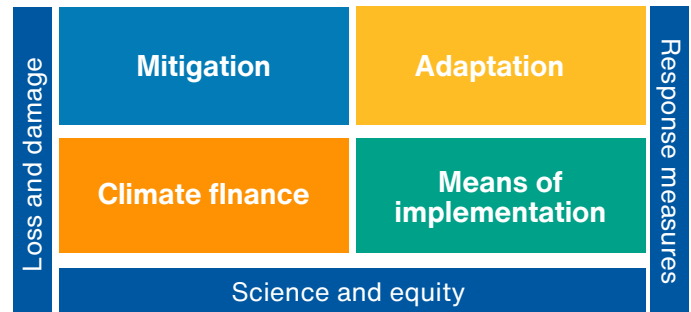 Loss and damage
Mitigation
Adaptation
Response measures
Climate fInance
Means of
implementation
Science and equity